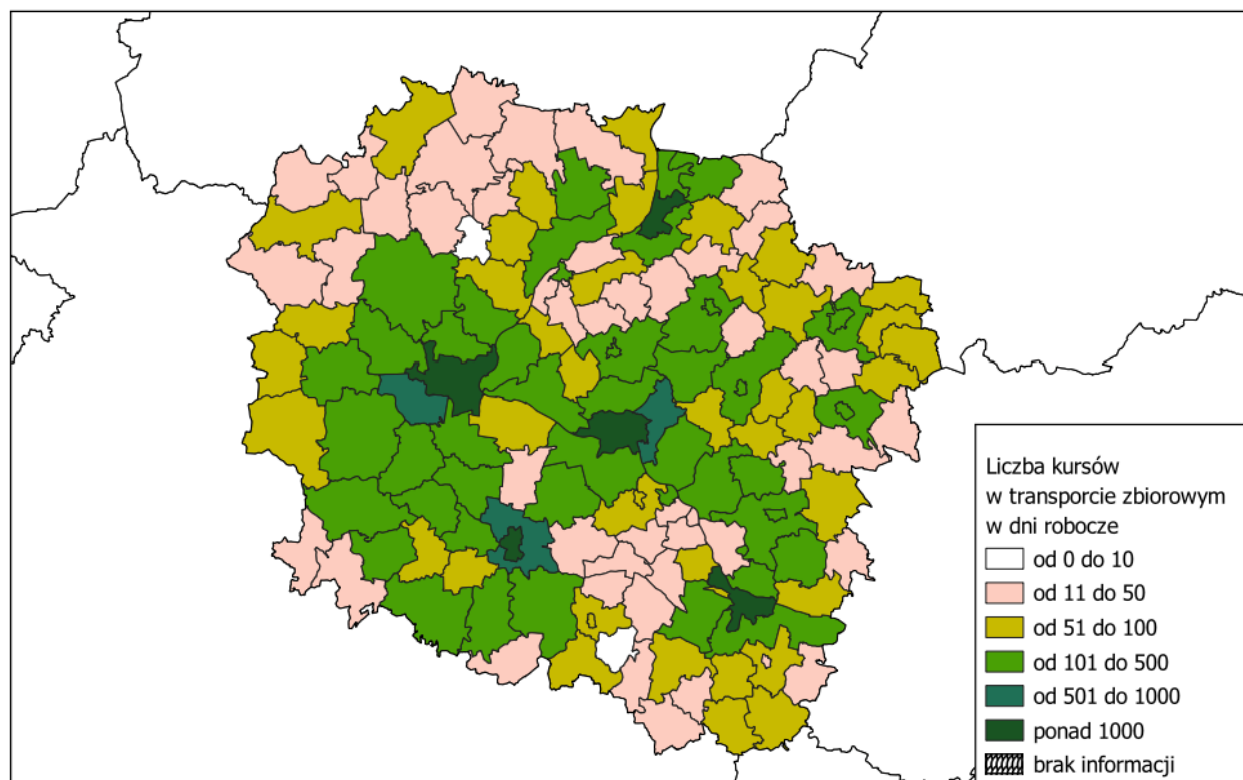 Liczba kursów
w transporcie zbiorowym
w dni robocze
od 0 do 10
od 11 do 50
od 51 do 100
od 101 do 500
od 501 do 1000
ponad 1000
brak informacji